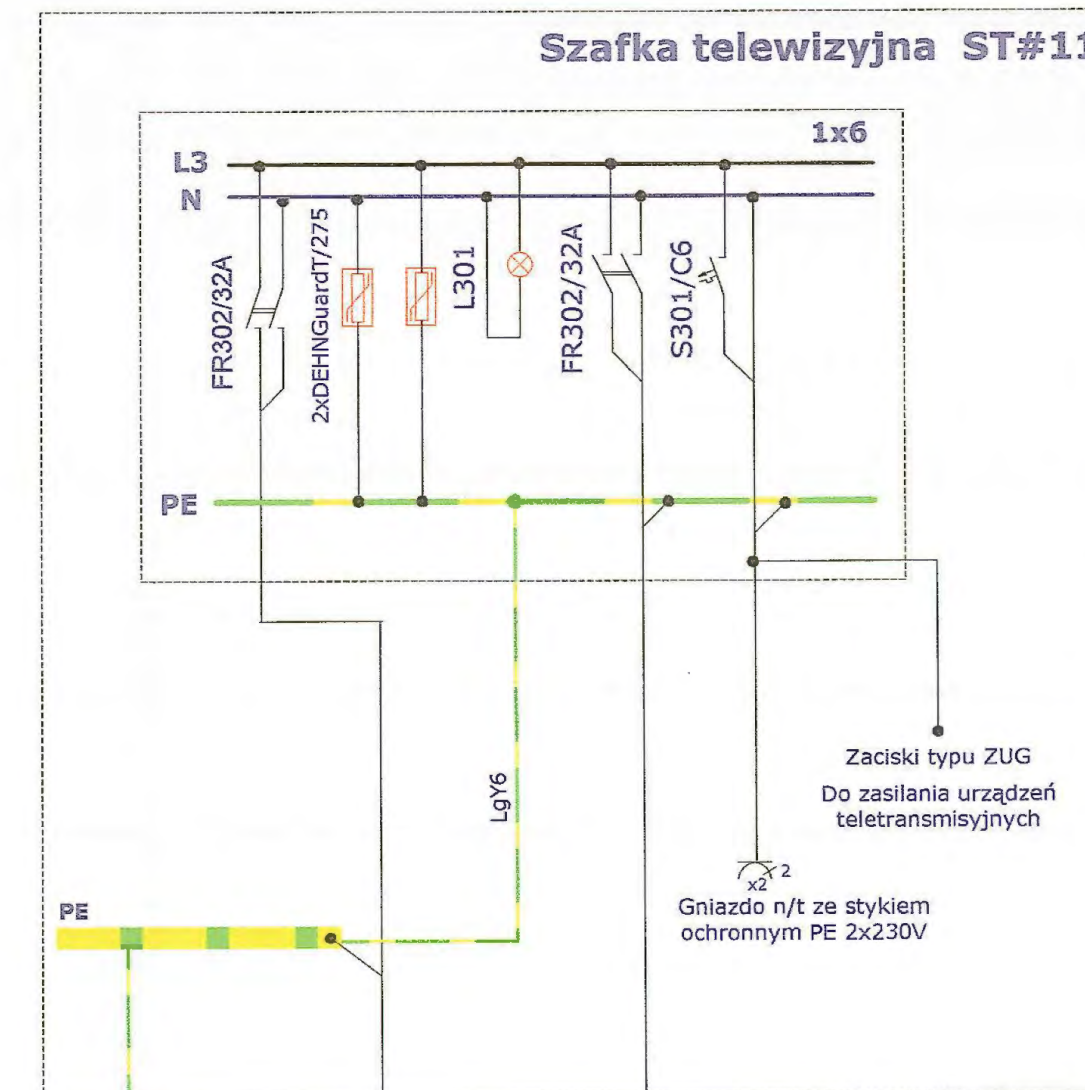 Szafka telewizyjna ST#11
1x6
L3
N
FR302/32A
2xDEHNGuardT/275
L301
FR302/32A
S301/C6
PE
LgY6
Zaciski typu ZUG
Do zasilania urządzeń
teletransmisyjnych
x2 2
Gniazdo n/t ze stykiem
ochronnym PE 2x230V
PE